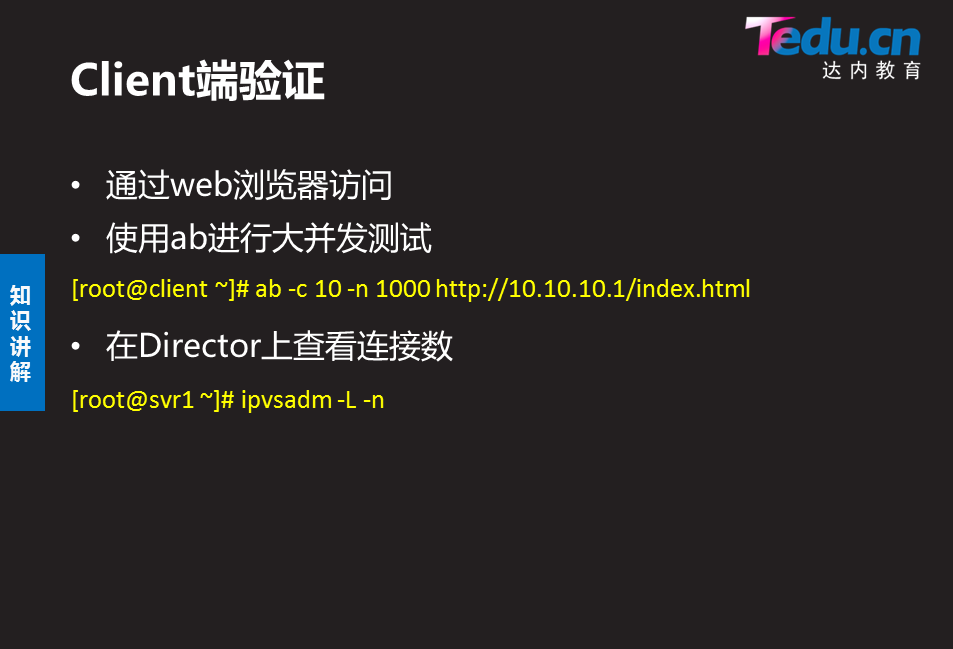 Tedu.cn
达内教育
Client端验证
• 通过web浏览器访问
• 使用ab进行大并发测试
[root@client ~]# ab -c 10 -n 1000 http://10.10.10.1/index.html
• 在Director上查看连接数
[root@svr1 ~]# ipvsadm -L -n
知识讲解